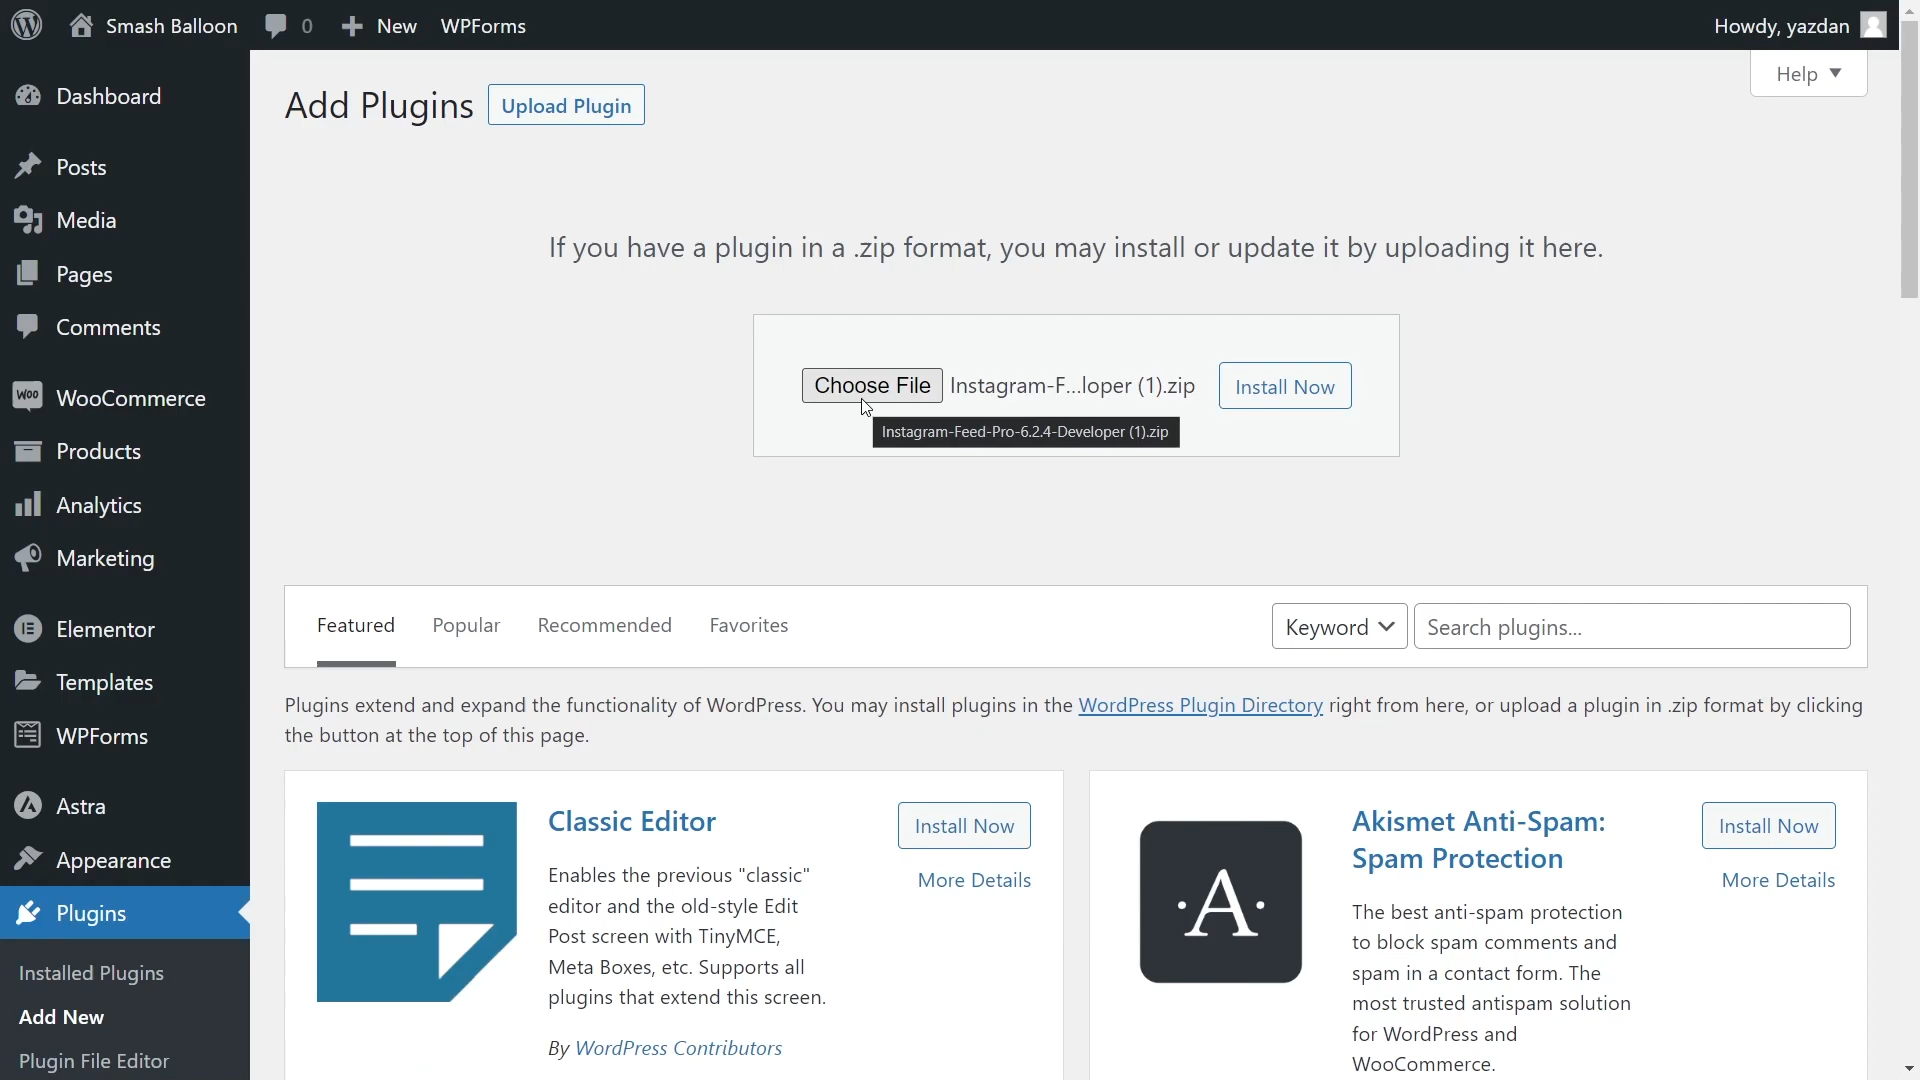 Smash Balloon 0 New WPForms Howdy, yazdan
Help
Dashboard
Posts
Media
Pages
Comments
Woo WooCommerce
Products
Analytics
Marketing
Elementor
Templates
WPForms
Astra
Appearance
Plugins
Installed Plugins
Add New
Plugin File Editor
Add Plugins Upload Plugin
If you have a plugin in a .zip format, you may install or update it by uploading it here.
Choose File Instagram-F...loper (1).zip Install Now
Instagram-Feed-Pro-6.2.4-Developer (1).zip
Featured Popular Recommended Favorites Keyword Search plugins...
Plugins extend and expand the functionality of WordPress. You may install plugins in the WordPress Plugin Directory right from here, or upload a plugin in .zip format by clicking
the button at the top of this page.
Classic Editor
Install Now
More Details
Enables the previous "classic"
editor and the old-style Edit
Post screen with TinyMCE,
Meta Boxes, etc. Supports all
plugins that extend this screen.
By WordPress Contributors
·A·
Akismet Anti-Spam:
Spam Protection
Install Now
More Details
The best anti-spam protection
to block spam comments and
spam in a contact form. The
most trusted antispam solution
for WordPress and
WooCommerce.